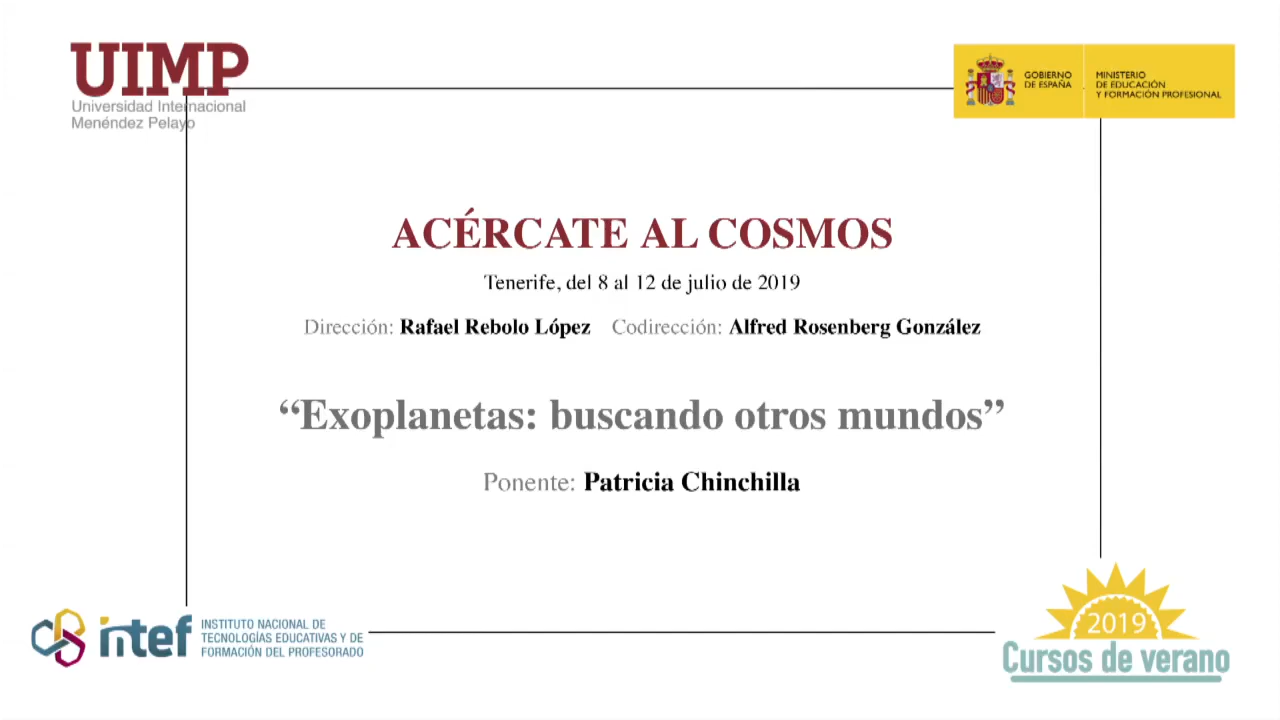 UIMP
Universidad Internacional
Menéndez Pelayo
GOBIERNO
DE ESPAÑA
MINISTERIO
DE EDUCACIÓN
Y FORMACIÓN PROFESIONAL
ACÉRCATE AL COSMOS
Tenerife, del 8 al 12 de julio de 2019
Dirección: Rafael Rebolo López Codirección: Alfred Rosenberg González
“Exoplanetas: buscando otros mundos”
Ponente: Patricia Chinchilla
intef
INSTITUTO NACIONAL DE
TECNOLOGÍAS EDUCATIVAS Y DE
FORMACIÓN DEL PROFESORADO
2019
Cursos de verano